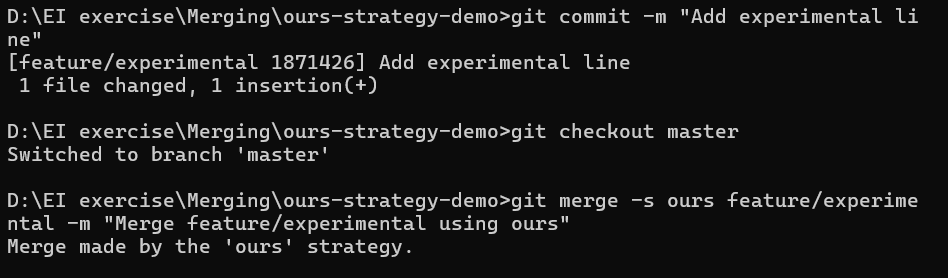 D:\EI exercise\Merging\ours-strategy-demo>git commit -m "Add experimental li
ne"
[feature/experimental 1871426] Add experimental line
 1 file changed, 1 insertion(+)
D:\EI exercise\Merging\ours-strategy-demo>git checkout master
Switched to branch 'master'
D:\EI exercise\Merging\ours-strategy-demo>git merge -s ours feature/experime
ntal -m "Merge feature/experimental using ours"
Merge made by the 'ours' strategy.